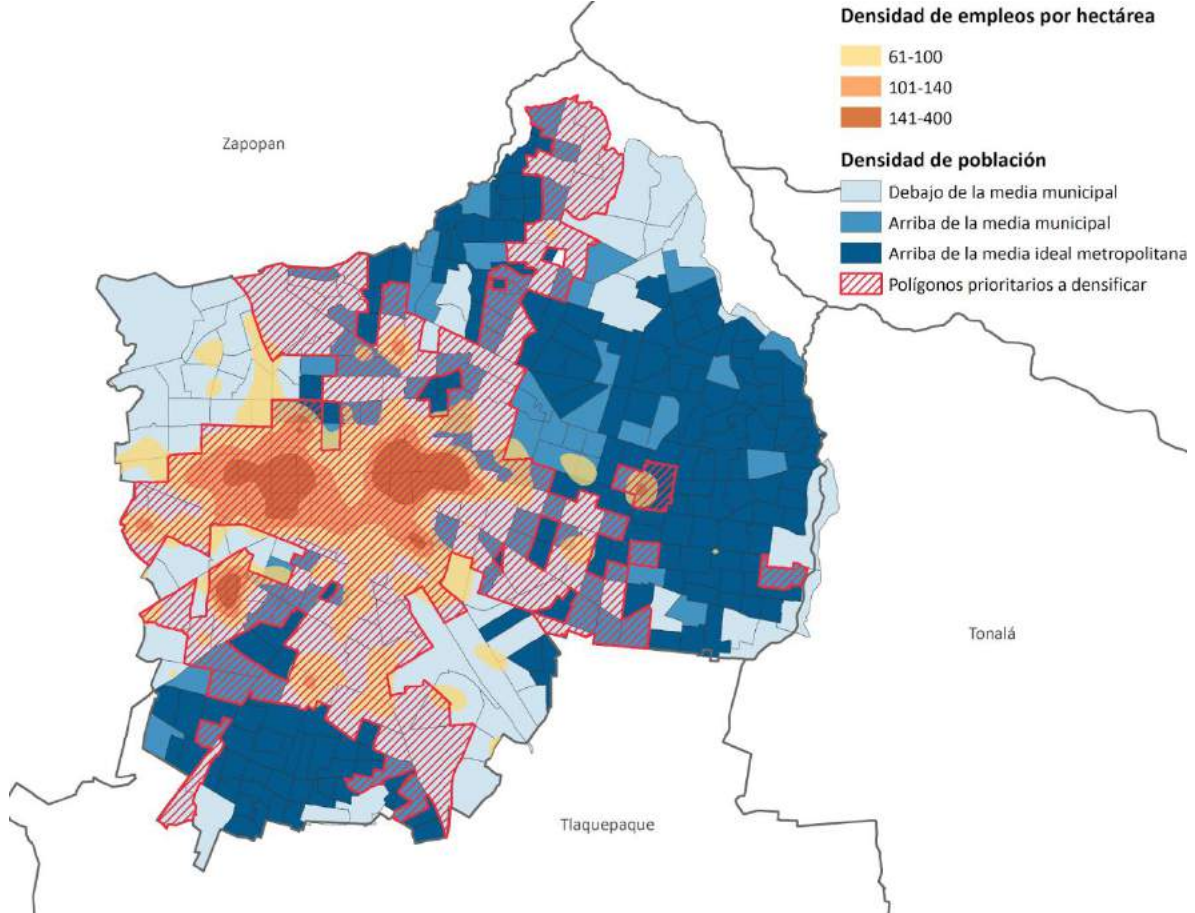 Densidad de empleos por hectárea
61-100
101-140
141-400
Densidad de población
Debajo de la media municipal
Arriba de la media municipal
Arriba de la media ideal metropolitana
Polígonos prioritarios a densificar
Zapopan
Tonalá
Tlaquepaque